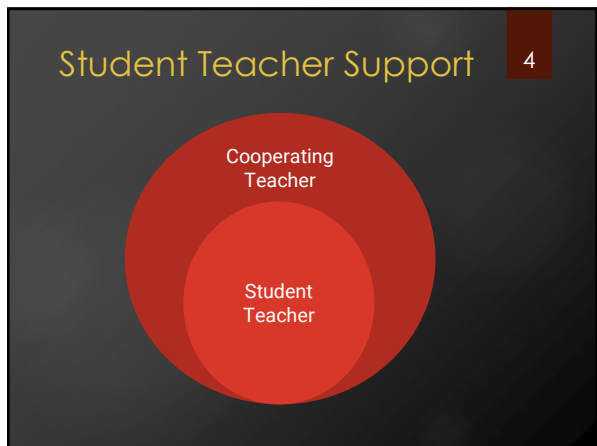 Student Teacher Support
4
Cooperating
Teacher
Student
Teacher